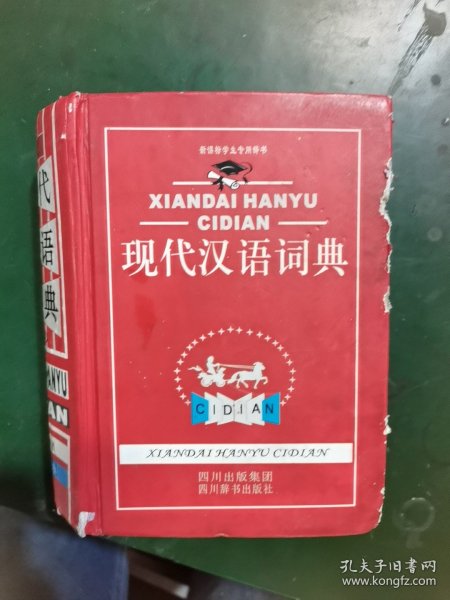 新课标学生专用辞书
XIANDAI HANYU
CIDIAN
现代汉语词典
CIDIAN
XIANDAI HANYU CIDIAN
四川出版集团
四川辞书出版社
代
语
典
ANYU
IAN
孔夫子旧书网
www.kongfz.com